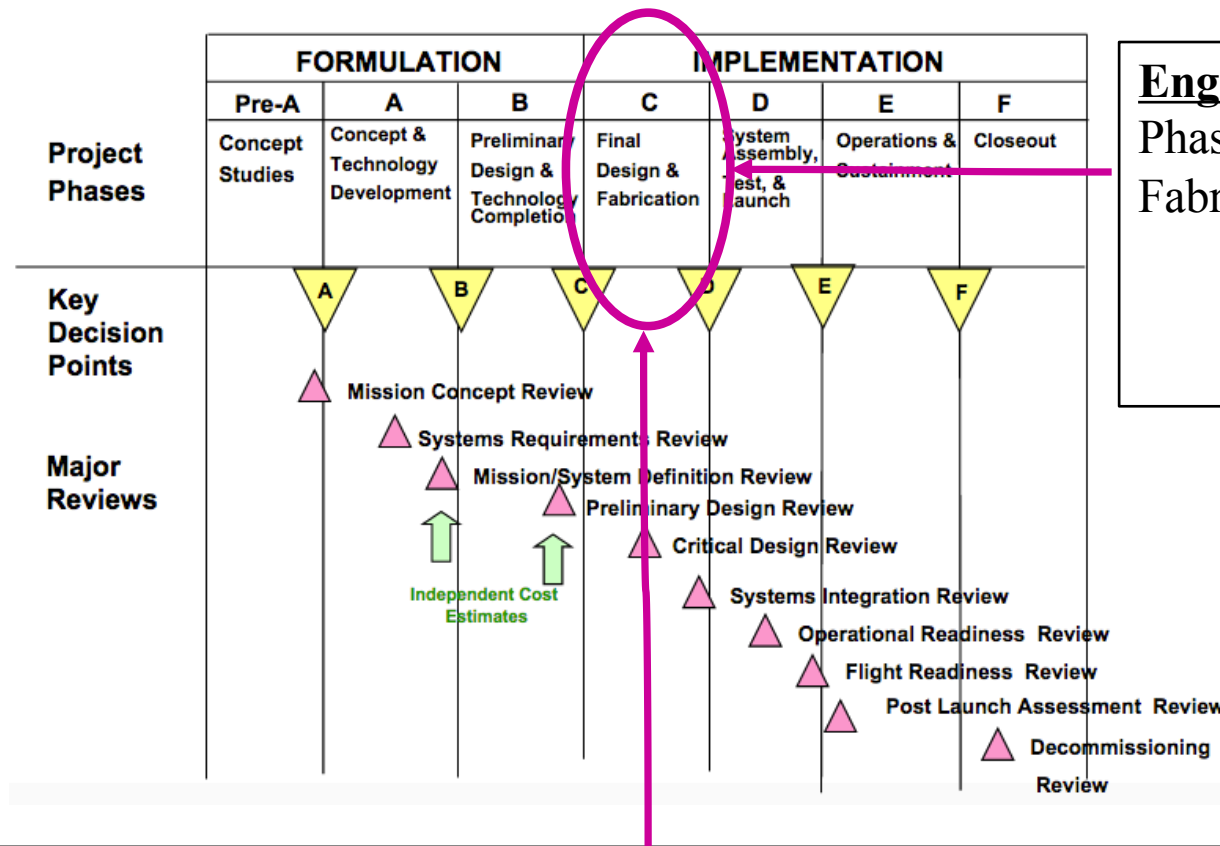 FORMULATION IMPLEMENTATION
Pre-A A B C D E F
Project
Phases
Concept
Studies
Concept &
Technology
Development
Preliminary
Design &
Technology
Completion
Final
Design &
Fabrication
System
Assembly,
Test, &
Launch
Operations &
Sustainment
Closeout
Key
Decision
Points
A B C D E F
Major
Reviews
Mission Concept Review
Systems Requirements Review
Mission/System Definition Review
Preliminary Design Review
Critical Design Review
Independent Cost
Estimates
Systems Integration Review
Operational Readiness Review
Flight Readiness Review
Post Launch Assessment Review
Decommissioning
Review
Eng
Phas
Fabr